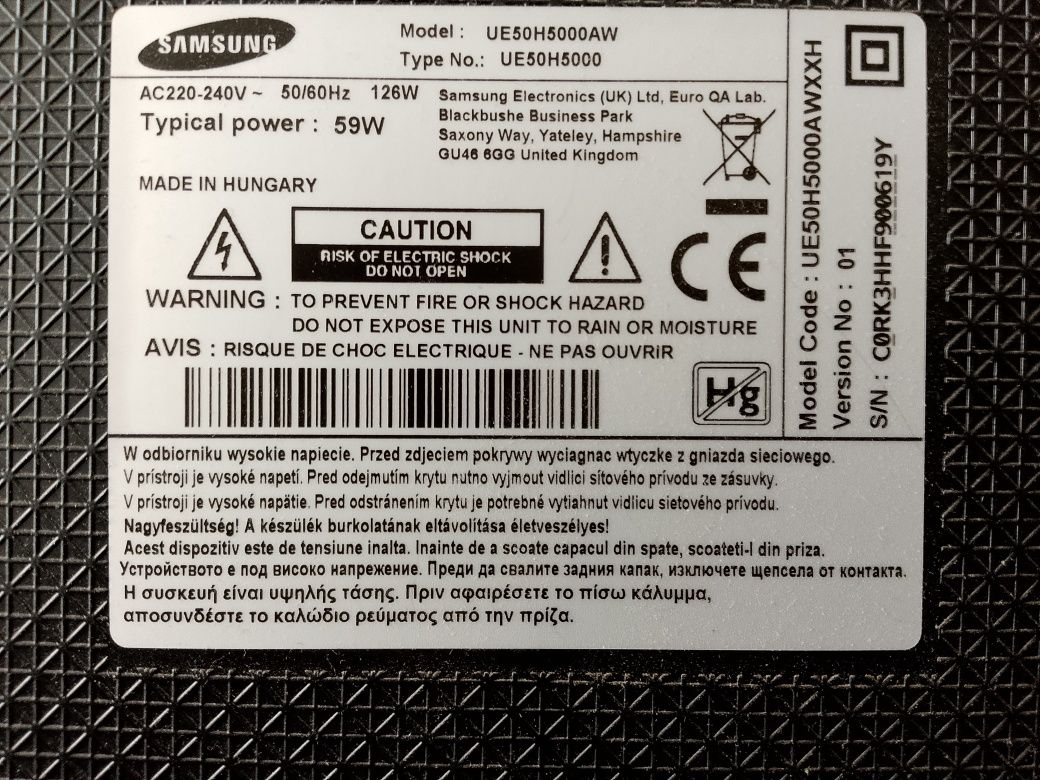 SAMSUNG
Model : UE50H5000AW
Type No.: UE50H5000
AC220-240V ~ 50/60Hz 126W
Typical power : 59W
Samsung Electronics (UK) Ltd, Euro QA Lab.
Blackbushe Business Park
Saxony Way, Yateley, Hampshire
GU46 6GG United Kingdom
MADE IN HUNGARY
CAUTION
RISK OF ELECTRIC SHOCK
DO NOT OPEN
CE
WARNING : TO PREVENT FIRE OR SHOCK HAZARD
DO NOT EXPOSE THIS UNIT TO RAIN OR MOISTURE
AVIS : RISQUE DE CHOC ELECTRIQUE - NE PAS OUVRIR
Hg
Model Code : UE50H5000AWXXH
Version No : 01
S/N : C0RK3HHF900619Y
W odbiorniku wysokie napiecie. Przed zdjeciem pokrywy wyciagnac wtyczke z gniazda sieciowego.
V prístroji je vysoké napetí. Pred odejmutím krytu nutno vyjmout vidlici sítového prívodu ze zásuvky.
V prístroji je vysoké napätie. Pred odstránením krytu je potrebné vytiahnut vidlicu sietového prívodu.
Nagyfeszültség! A készülék burkolatának eltávolítása életveszélyes!
Acest dispozitiv este de tensiune inalta. Inainte de a scoate capacul din spate, scoateti-l din priza.
Устройството е под високо напрежение. Преди да свалите задния капак, изключете щепсела от контакта.
Η συσκευή είναι υψηλής τάσης. Πριν αφαιρέσετε το πίσω κάλυμμα,
αποσυνδέστε το καλώδιο ρεύματος από την πρίζα.